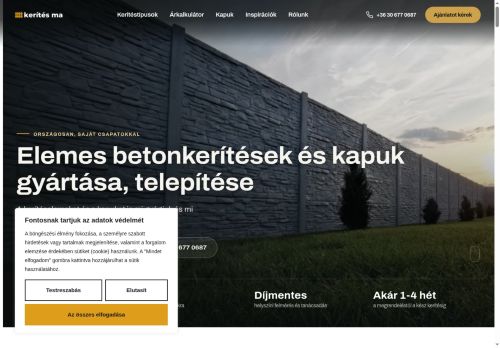 kerítés ma
Kerítéstípusok Árkalkulátor Kapuk Inspirációk Rólunk
+36 30 677 0687
Ajánlatot kérek
ORSZÁGOSAN, SAJÁT CSAPATOKKAL
Elemes betonkerítések és kapuk
gyártása, telepítése
Fontosnak tartjuk az adatok védelmét
A böngészési élmény fokozása, a személyre szabott
hirdetések vagy tartalmak megjelenítése, valamint a forgalom
elemzése érdekében sütiket (cookie) használunk. A "Mindet
elfogadom" gombra kattintva hozzájárulhat a sütik
használatához.
Testreszabás
Elutasít
Az összes elfogadása
677 0687
Díjmentes
helyszíni felmérés és tanácsadás
Akár 1-4 hét
a megrendeléstől a kész kerítésig